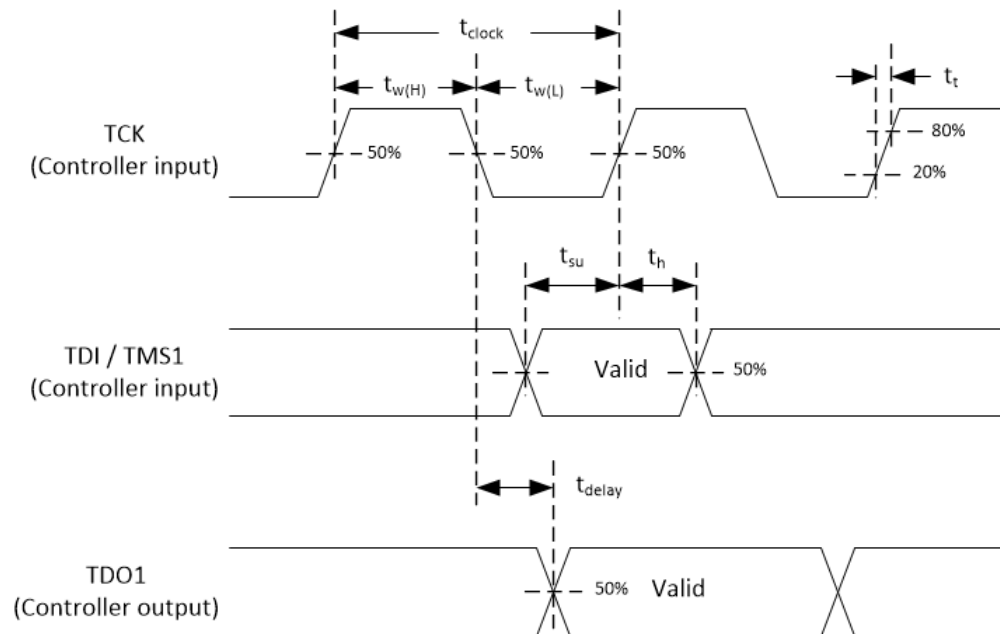 t_clock
t_w(H)
t_w(L)
t_t
TCK
(Controller input)
50%
50%
50%
80%
20%
t_su
t_h
TDI / TMS1
(Controller input)
Valid
50%
t_delay
TDO1
(Controller output)
50%
Valid